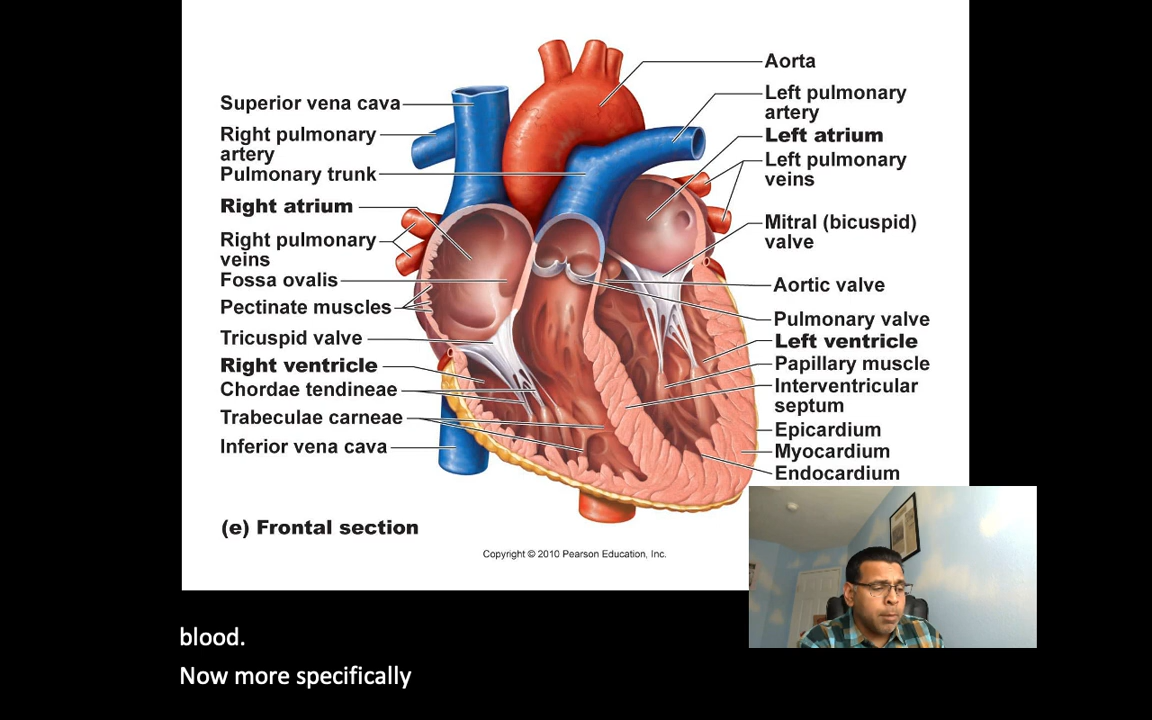 Superior vena cava
Right pulmonary
artery
Pulmonary trunk
Right atrium
Right pulmonary
veins
Fossa ovalis
Pectinate muscles
Tricuspid valve
Right ventricle
Chordae tendineae
Trabeculae carneae
Inferior vena cava
Aorta
Left pulmonary
artery
Left atrium
Left pulmonary
veins
Mitral (bicuspid)
valve
Aortic valve
Pulmonary valve
Left ventricle
Papillary muscle
Interventricular
septum
Epicardium
Myocardium
Endocardium
(e) Frontal section
Copyright © 2010 Pearson Education, Inc.
blood.
Now more specifically